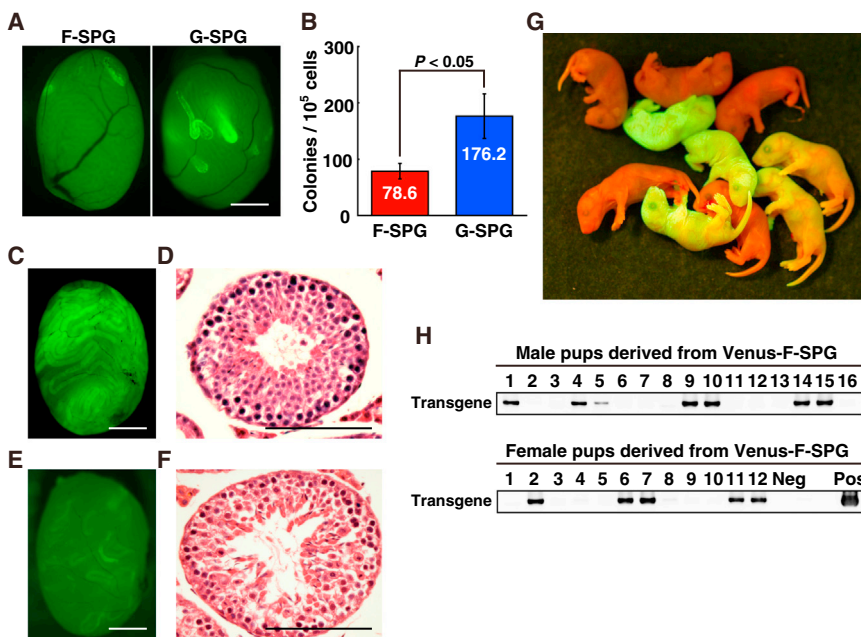 A
F-SPG G-SPG
B
300
200
100
0
Colonies / 10⁵ cells
P < 0.05
78.6
176.2
F-SPG G-SPG
C
D
E
F
G
H
Male pups derived from Venus-F-SPG
1 2 3 4 5 6 7 8 9 10 11 12 13 14 15 16
Transgene
Female pups derived from Venus-F-SPG
1 2 3 4 5 6 7 8 9 10 11 12 Neg Pos
Transgene